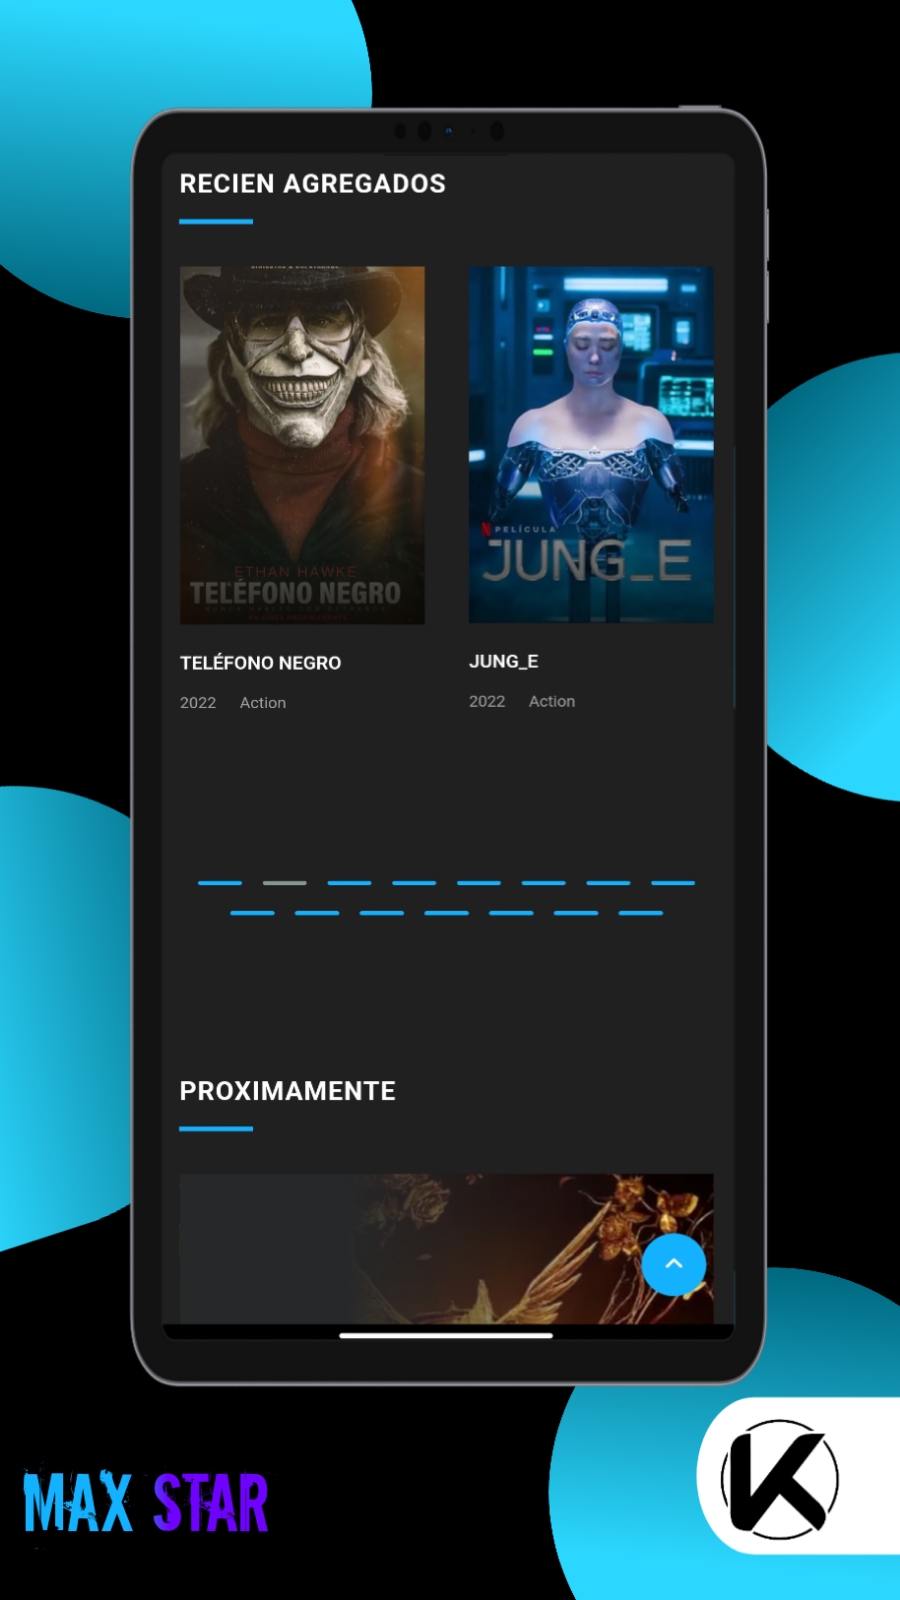 RECIEN AGREGADOS
ETHAN HAWKE
TELÉFONO NEGRO
N PELÍCULA
JUNG_E
TELÉFONO NEGRO
2022 Action
JUNG_E
2022 Action
PROXIMAMENTE
MAX STAR
K